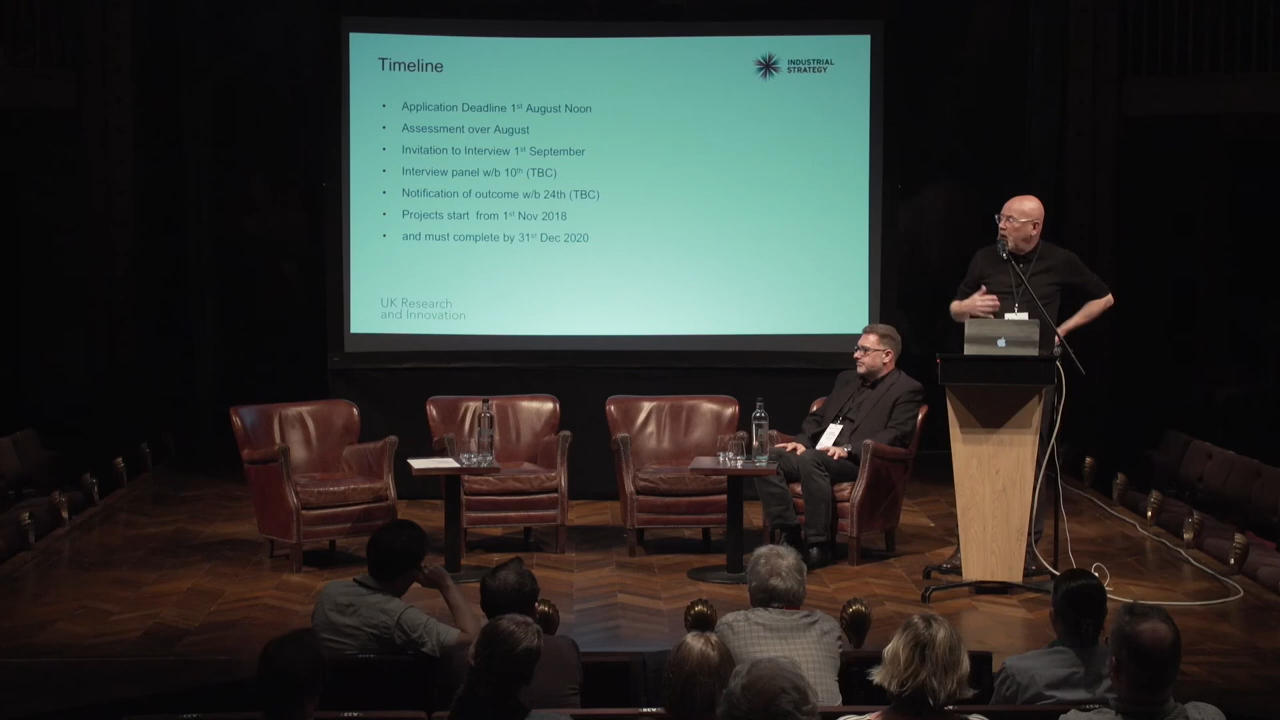 Timeline
INDUSTRIAL
STRATEGY
• Application Deadline 1st August Noon
• Assessment over August
• Invitation to Interview 1st September
• Interview panel w/b 10th (TBC)
• Notification of outcome w/b 24th (TBC)
• Projects start from 1st Nov 2018
• and must complete by 31st Dec 2020
UK Research
and Innovation